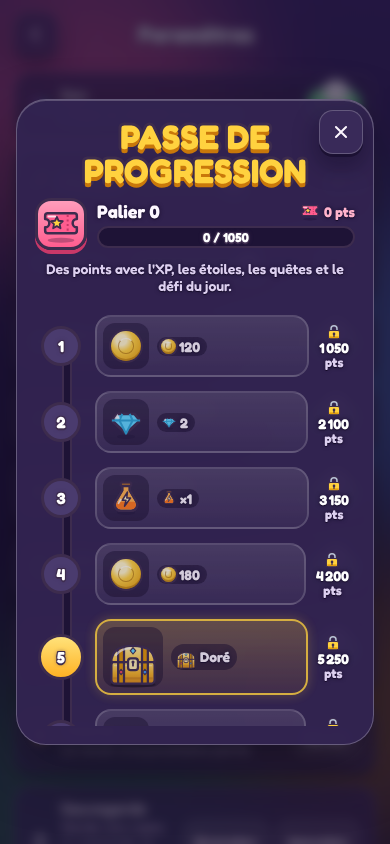 PASSE DE
PROGRESSION
Palier 0
0 pts
0 / 1050
Des points avec l'XP, les étoiles, les quêtes et le
défi du jour.
1
120
1050
pts
2
2
2100
pts
3
×1
3150
pts
4
180
4200
pts
5
Doré
5250
pts